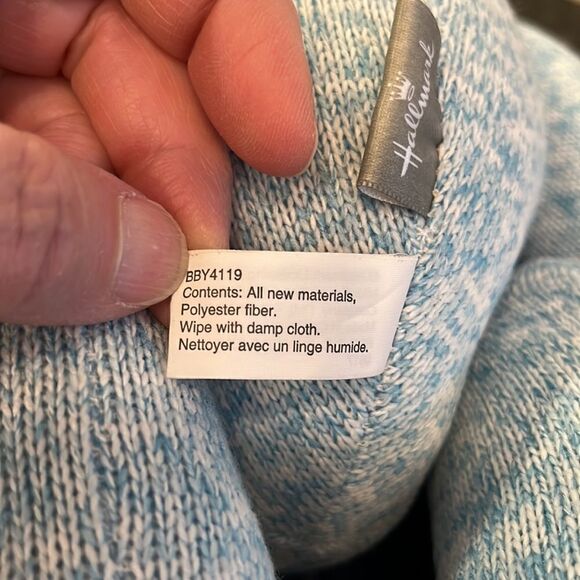 Hallmark
BBY4119
Contents: All new materials,
Polyester fiber.
Wipe with damp cloth.
Nettoyer avec un linge humide.